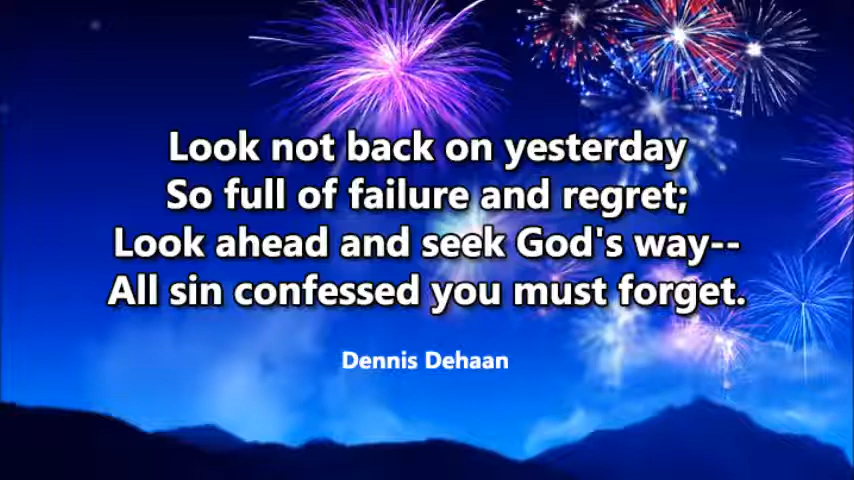 Look not back on yesterday
So full of failure and regret;
Look ahead and seek God's way--
All sin confessed you must forget.
Dennis Dehaan